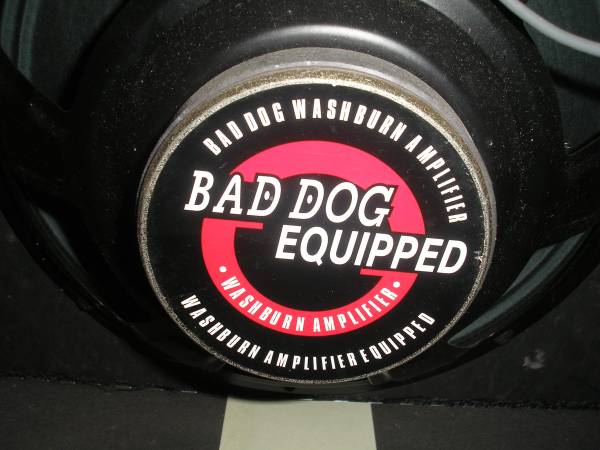 BAD DOG WASHBURN AMPLIFIER
BAD DOG
EQUIPPED
• WASHBURN AMPLIFIER •
WASHBURN AMPLIFIER EQUIPPED